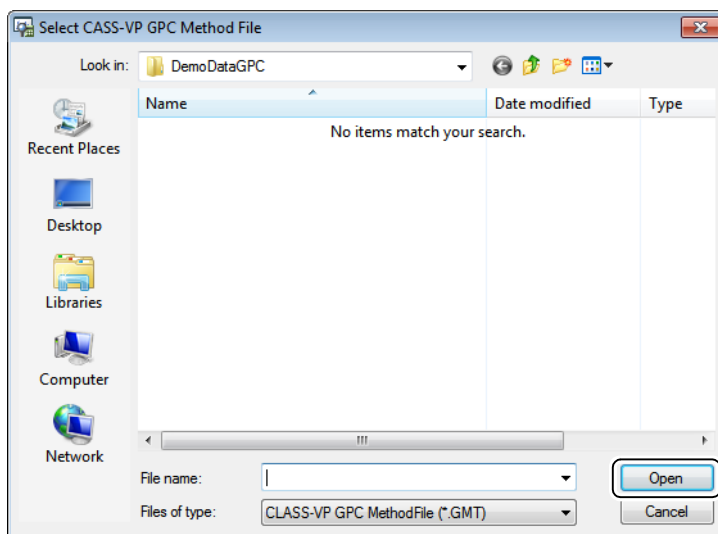 Select CASS-VP GPC Method File
Look in: DemoDataGPC
Name Date modified Type
No items match your search.
Recent Places
Desktop
Libraries
Computer
Network
File name: Open
Files of type: CLASS-VP GPC MethodFile (*.GMT) Cancel